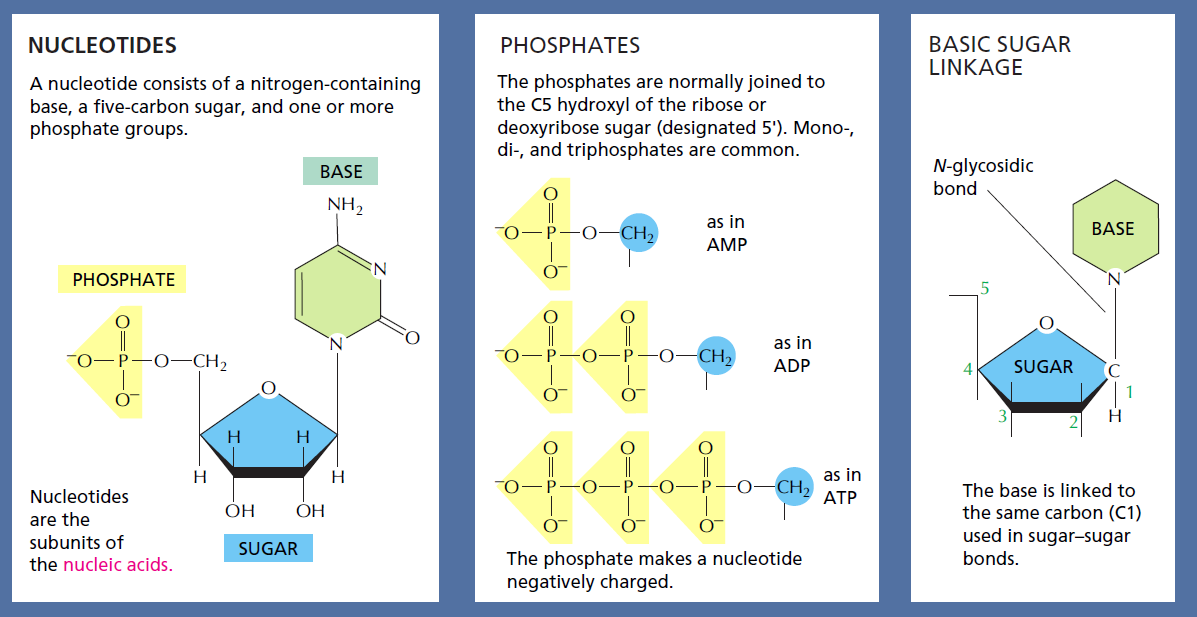 NUCLEOTIDES
A nucleotide consists of a nitrogen-containing
base, a five-carbon sugar, and one or more
phosphate groups.
BASE
NH2
N
PHOSPHATE
O
N
O
⁻O—P—O—CH2
O⁻
O
H H
H H
Nucleotides
are the
subunits of
the nucleic acids.
OH OH
SUGAR
PHOSPHATES
The phosphates are normally joined to
the C5 hydroxyl of the ribose or
deoxyribose sugar (designated 5'). Mono-,
di-, and triphosphates are common.
O
⁻O—P—O—CH2
O⁻
as in
AMP
O O
⁻O—P—O—P—O—CH2
O⁻ O⁻
as in
ADP
O O O
⁻O—P—O—P—O—P—O—CH2
O⁻ O⁻ O⁻
as in
ATP
The phosphate makes a nucleotide
negatively charged.
BASIC SUGAR
LINKAGE
N-glycosidic
bond
BASE
N
5
O
4 SUGAR C
1
3 2 H
The base is linked to
the same carbon (C1)
used in sugar–sugar
bonds.